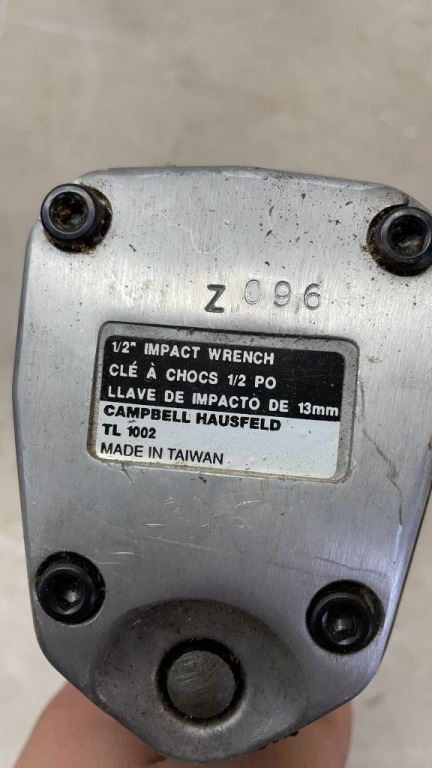 Z 096
1/2" IMPACT WRENCH
CLÉ À CHOCS 1/2 PO
LLAVE DE IMPACTO DE 13mm
CAMPBELL HAUSFELD
TL 1002
MADE IN TAIWAN